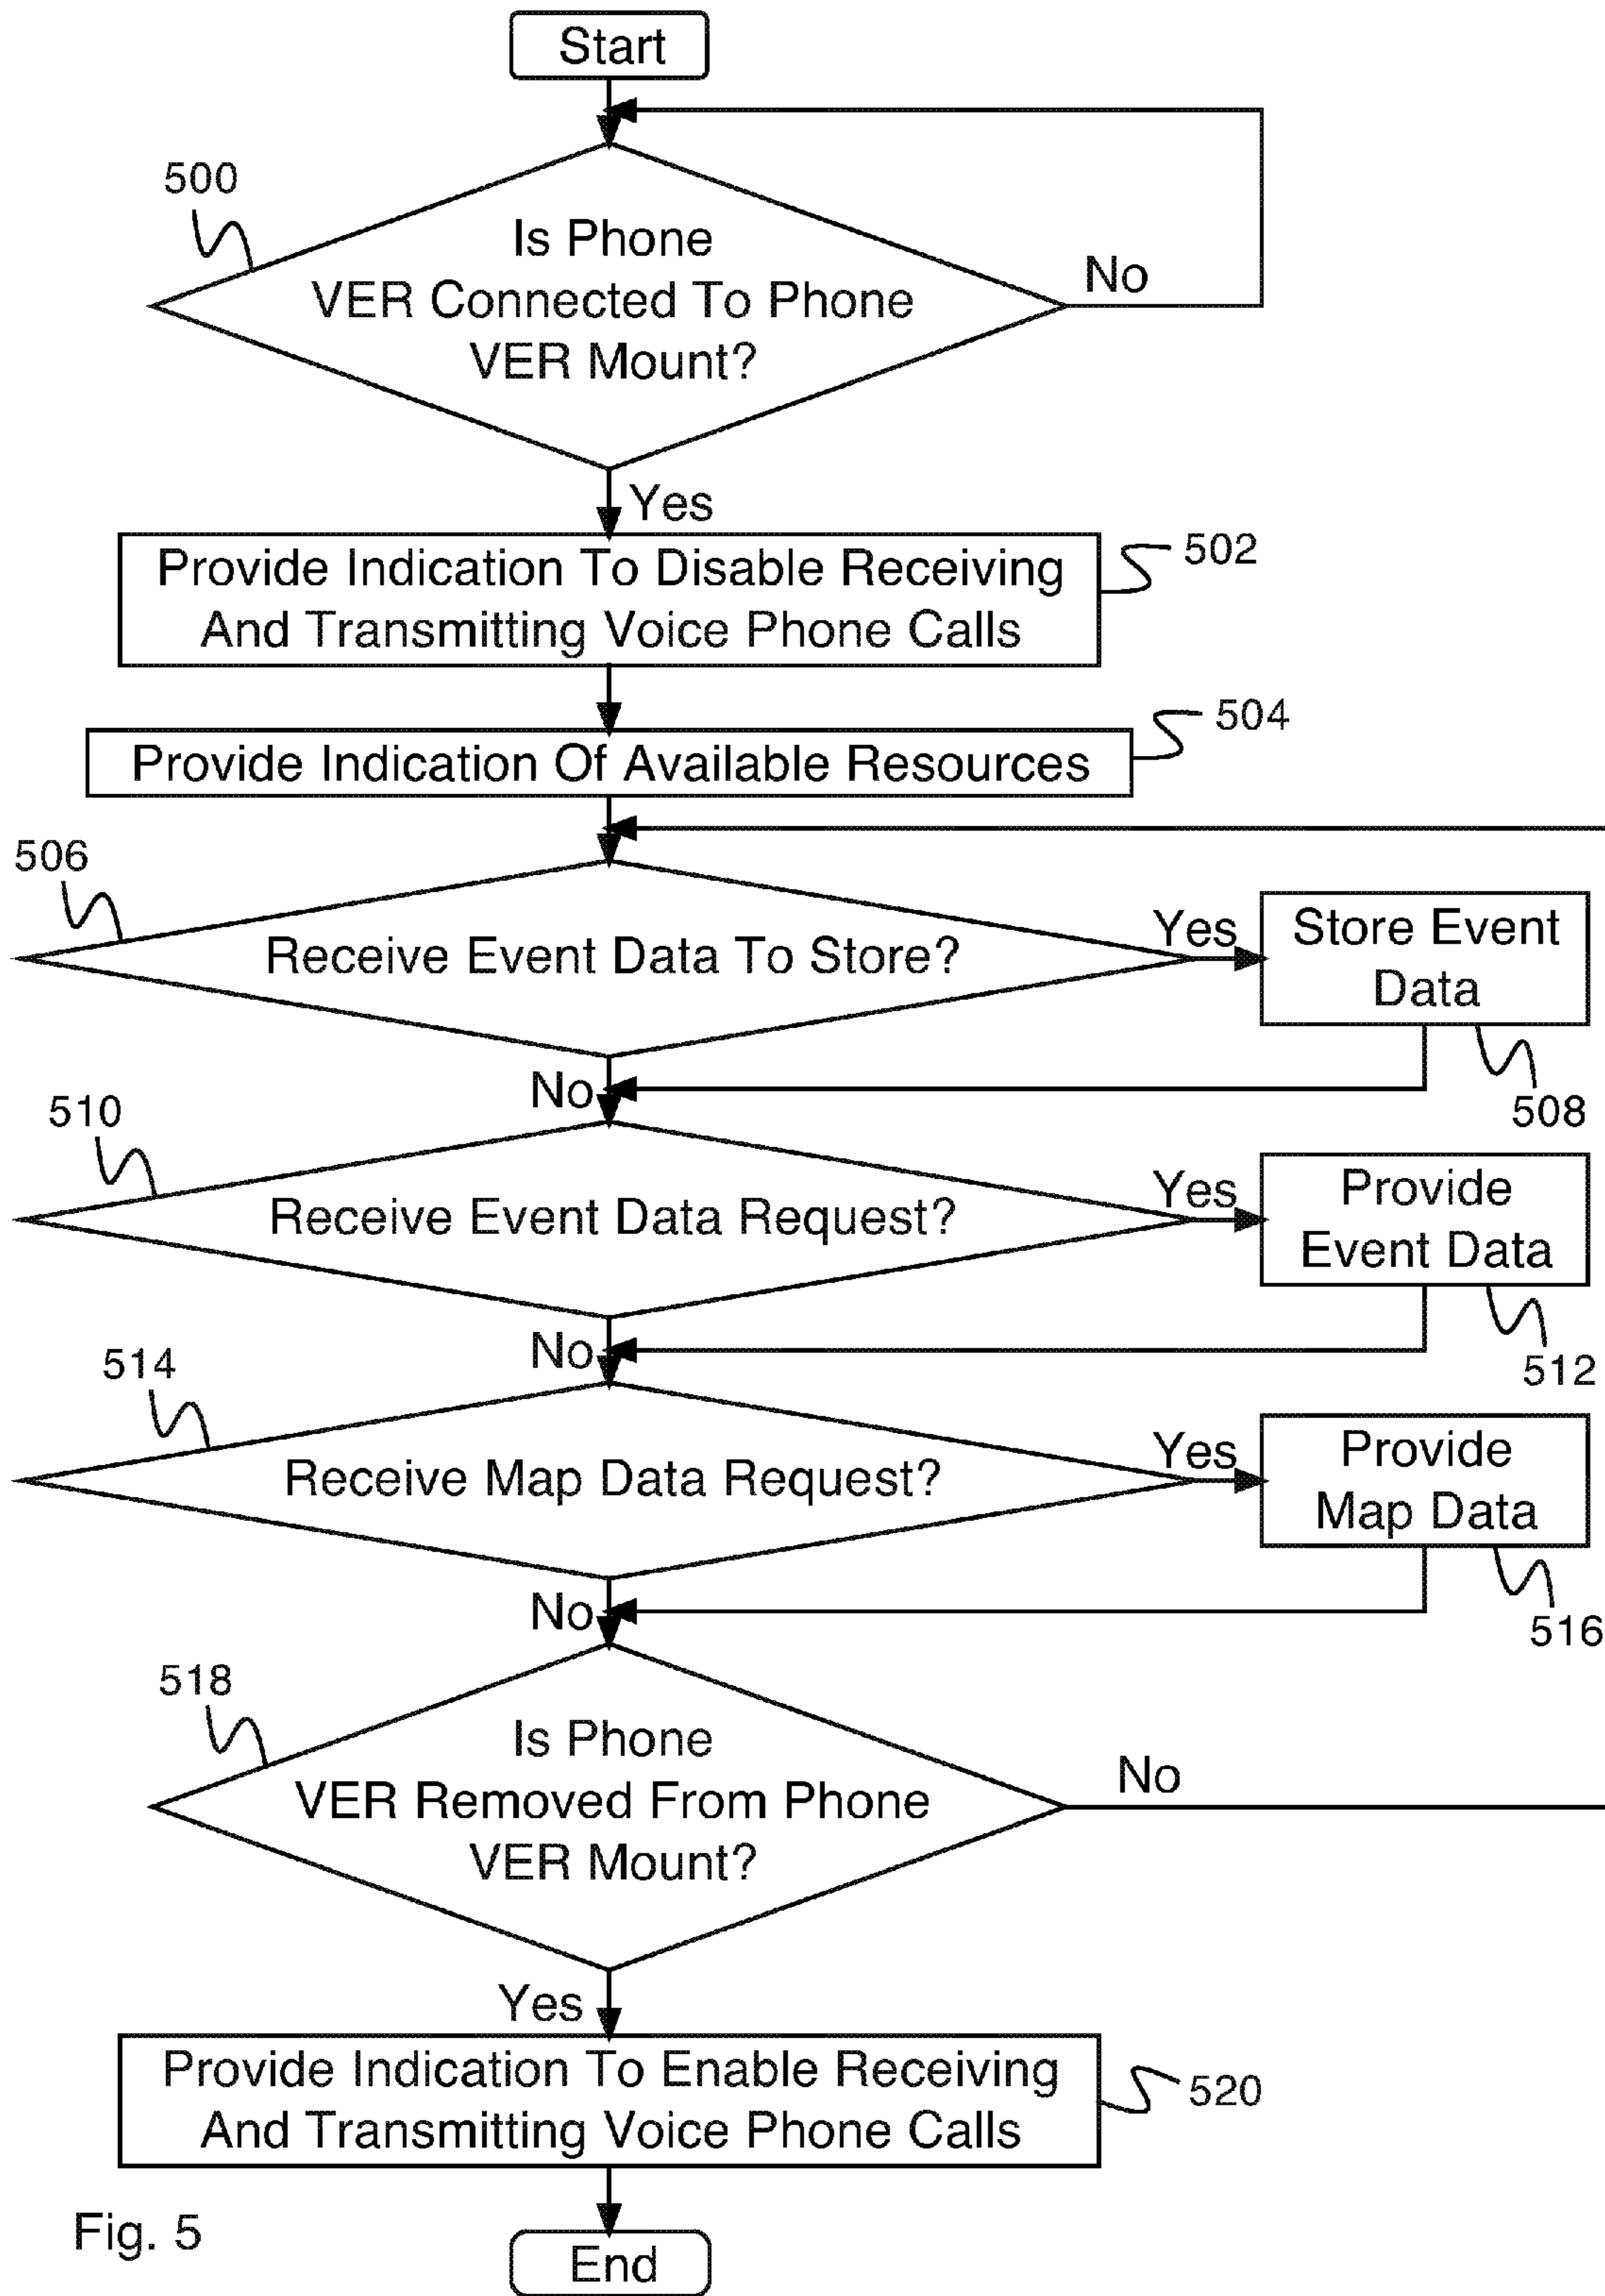 Start
500
Is Phone
VER Connected To Phone
VER Mount?
No
Yes
Provide Indication To Disable Receiving
And Transmitting Voice Phone Calls
502
Provide Indication Of Available Resources
504
506
Receive Event Data To Store?
Yes
Store Event
Data
508
No
510
Receive Event Data Request?
Yes
Provide
Event Data
512
No
514
Receive Map Data Request?
Yes
Provide
Map Data
516
No
518
Is Phone
VER Removed From Phone
VER Mount?
No
Yes
Provide Indication To Enable Receiving
And Transmitting Voice Phone Calls
520
End
Fig. 5